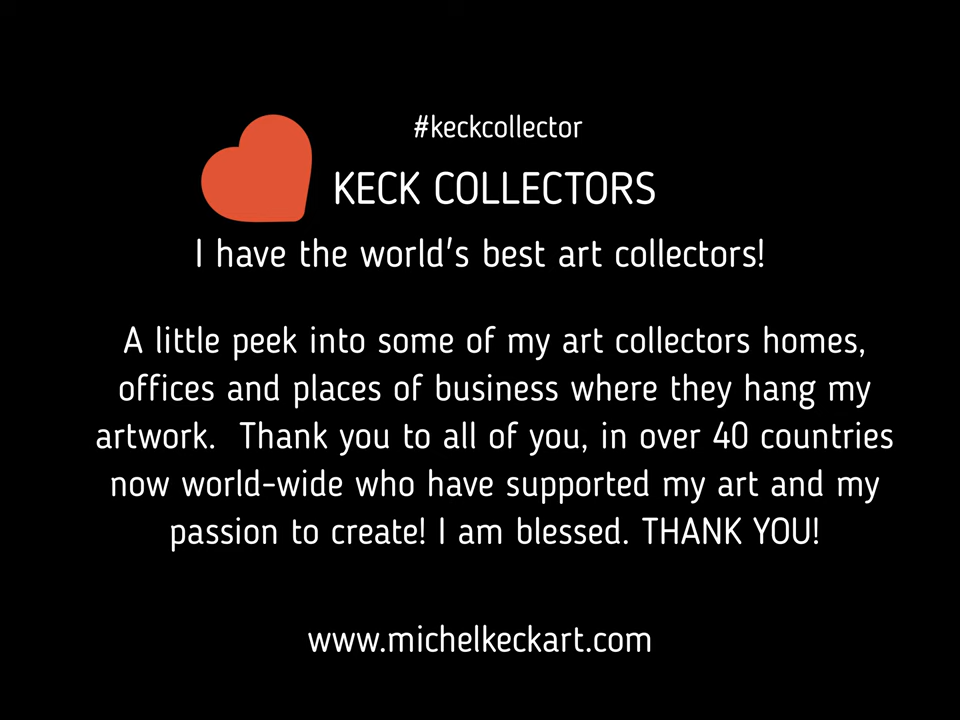 #keckcollector
KECK COLLECTORS
I have the world's best art collectors!
A little peek into some of my art collectors homes,
offices and places of business where they hang my
artwork.  Thank you to all of you, in over 40 countries
now world-wide who have supported my art and my
passion to create! I am blessed. THANK YOU!
www.michelkeckart.com